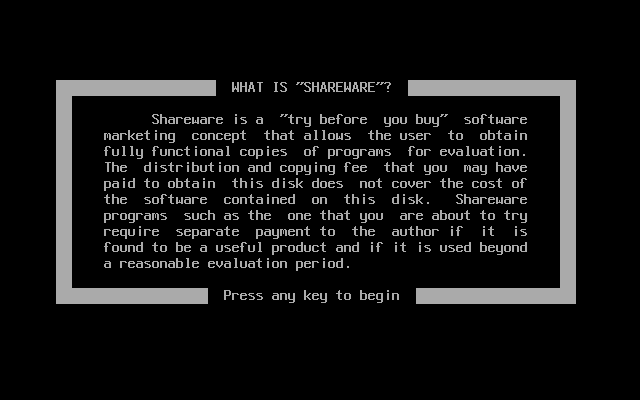 WHAT IS "SHAREWARE"?
Shareware is a "try before you buy" software
marketing concept that allows the user to obtain
fully functional copies of programs for evaluation.
The distribution and copying fee that you may have
paid to obtain this disk does not cover the cost of
the software contained on this disk. Shareware
programs such as the one that you are about to try
require separate payment to the author if it is
found to be a useful product and if it is used beyond
a reasonable evaluation period.
Press any key to begin